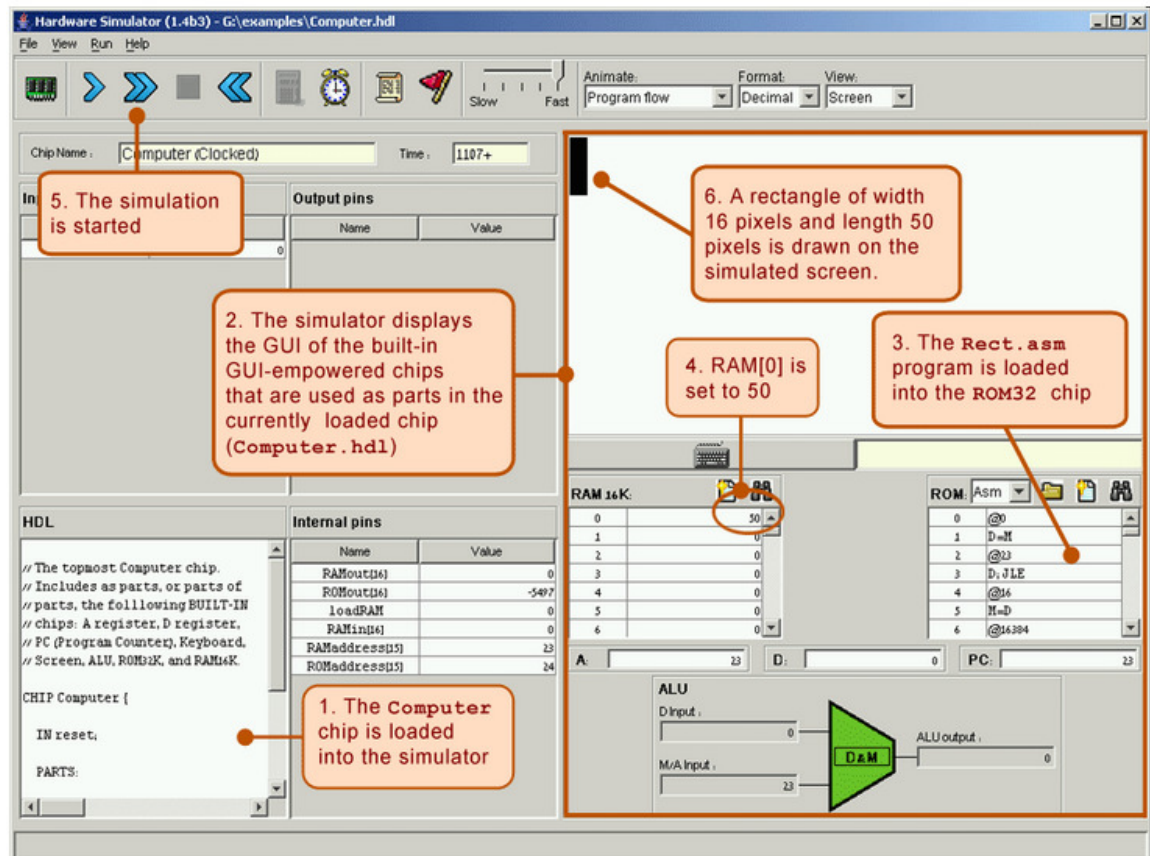 Hardware Simulator (1.4b3) - G:\examples\Computer.hdl
File View Run Help
Slow Fast
Animate: Format: View:
Program flow Decimal Screen
Chip Name : Computer (Clocked) Time : 1107+
5. The simulation
is started
Output pins
Name Value
0
6. A rectangle of width
16 pixels and length 50
pixels is drawn on the
simulated screen.
2. The simulator displays
the GUI of the built-in
GUI-empowered chips
that are used as parts in the
currently loaded chip
(Computer.hdl)
4. RAM[0] is
set to 50
3. The Rect.asm
program is loaded
into the ROM32 chip
RAM 16K:
0 50
1 0
2 0
3 0
4 0
5 0
6 0
ROM: Asm
0 @0
1 D=M
2 @23
3 D;JLE
4 @16
5 M=D
6 @16384
HDL
// The topmost Computer chip.
// Includes as parts, or parts of
// parts, the folllowing BUILT-IN
// chips: A register, D register,
// PC (Program Counter), Keyboard,
// Screen, ALU, ROM32K, and RAM16K.
CHIP Computer {
IN reset;
PARTS:
Internal pins
Name Value
RAMout[16] 0
ROMout[16] -5497
loadRAM 0
RAMin[16] 0
RAMaddress[15] 23
ROMaddress[15] 24
1. The Computer
chip is loaded
into the simulator
A: 23 D: 0 PC: 23
ALU
D Input :
0
M/A Input :
23
D&M
ALU output :
0